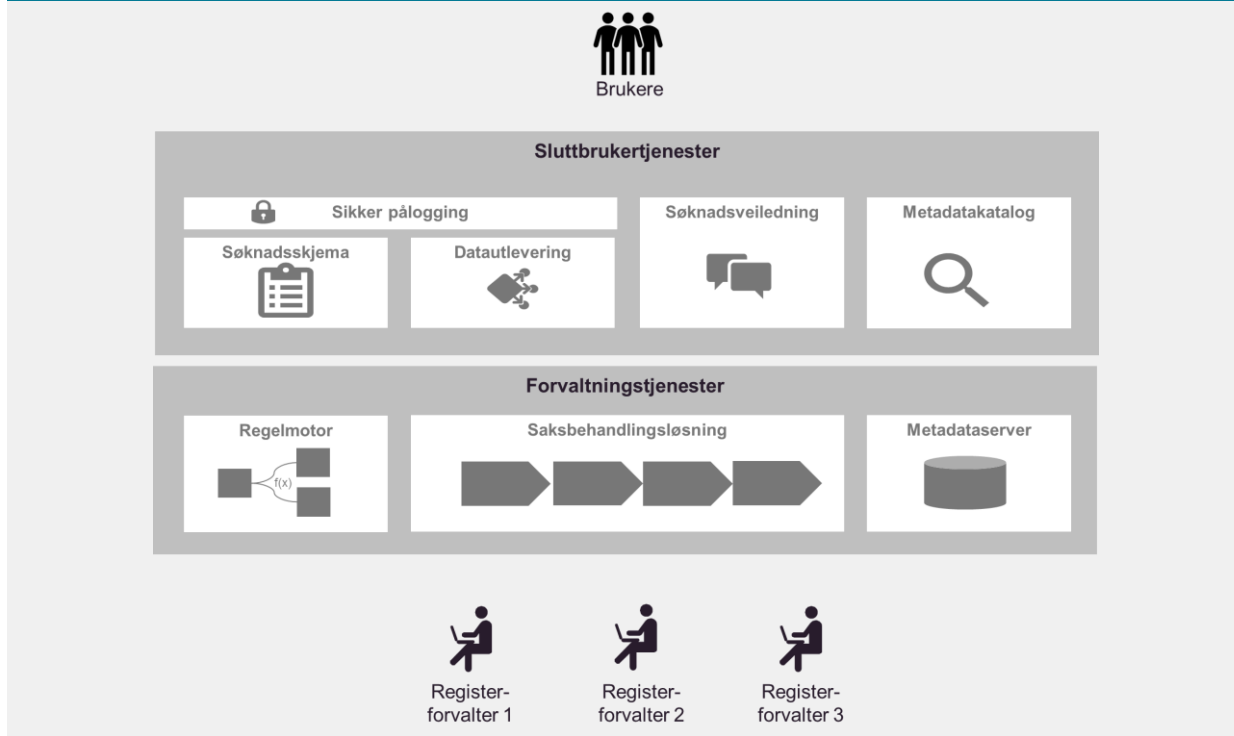 Brukere
Sluttbrukertjenester
Sikker pålogging
Søknadsskjema
Datautlevering
Søknadsveiledning
Metadatakatalog
Forvaltningstjenester
Regelmotor
f(x)
Saksbehandlingsløsning
Metadataserver
Register-
forvalter 1
Register-
forvalter 2
Register-
forvalter 3